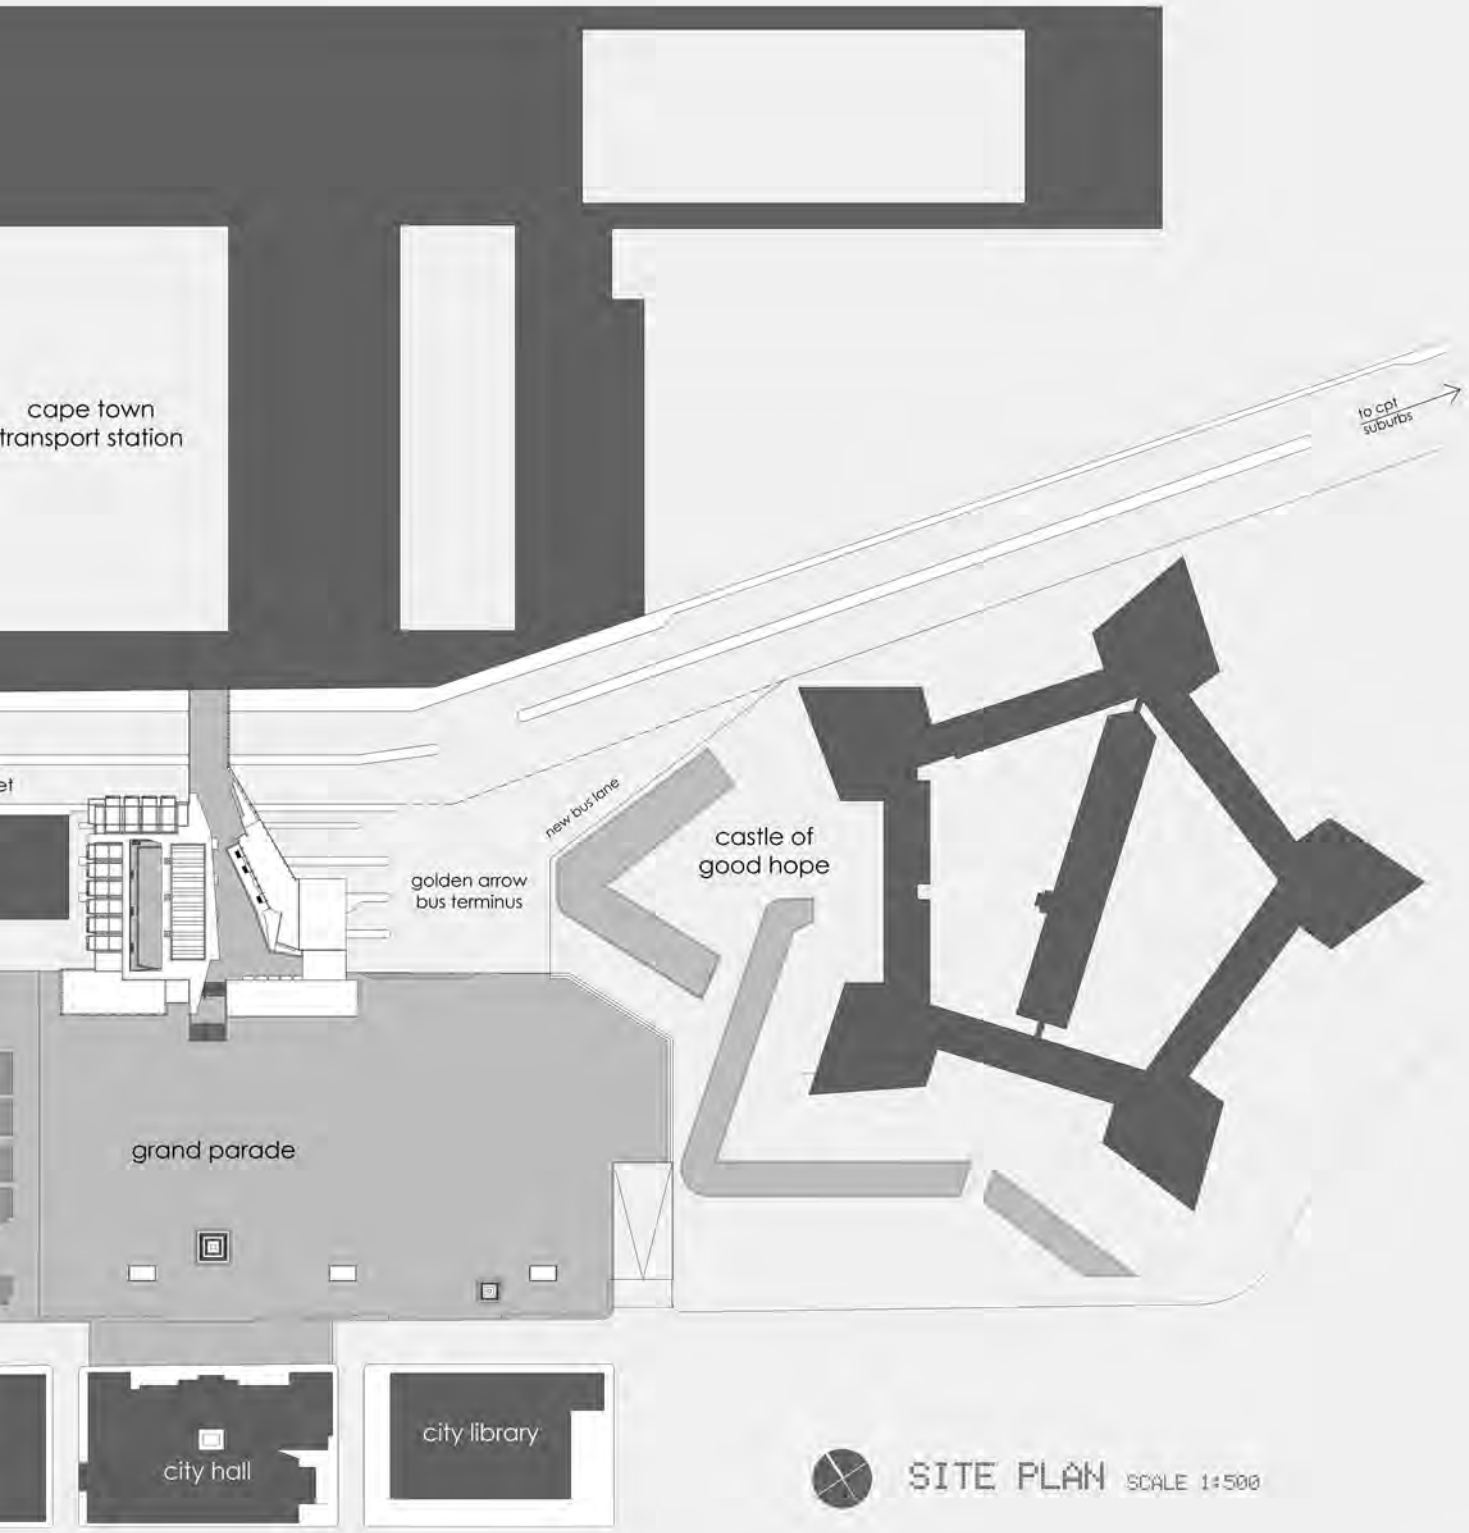 cape town
transport station
to cpt
suburbs
et
new bus lane
castle of
good hope
golden arrow
bus terminus
grand parade
city library
city hall
SITE PLAN SCALE 1:500